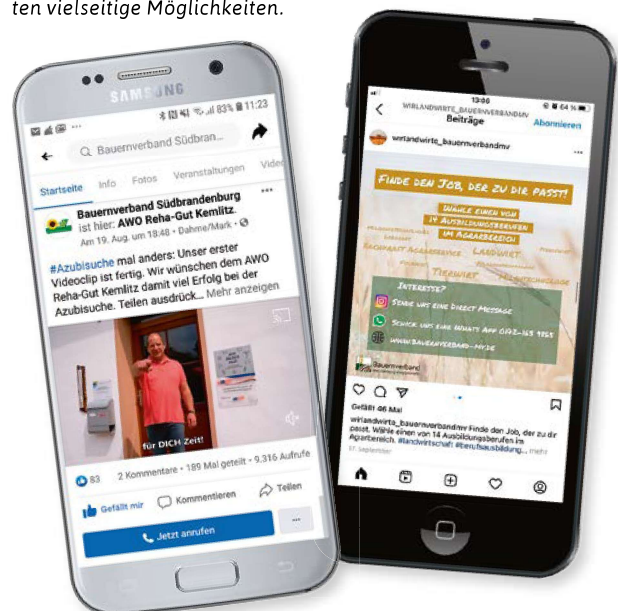 ten vielseitige Möglichkeiten.
SAMSUNG
83% 11:23
Bauernverband Südbran...
Startseite Info Fotos Veranstaltungen Video
Bauernverband Südbrandenburg
ist hier: AWO Reha-Gut Kemlitz.
Am 19. Aug. um 18:48 • Dahme/Mark •
#Azubisuche mal anders: Unser erster
Videoclip ist fertig. Wir wünschen dem AWO
Reha-Gut Kemlitz damit viel Erfolg bei der
Azubisuche. Teilen ausdrück... Mehr anzeigen
für DICH Zeit!
83 2 Kommentare • 189 Mal geteilt • 9.316 Aufrufe
Gefällt mir Kommentieren Teilen
Jetzt anrufen
13:06 64 %
WIRLANDWIRTE_BAUERNVERBANDMV
Beiträge Abonnieren
wirlandwirte_bauernverbandmv
FINDE DEN JOB, DER ZU DIR PASST!
WÄHLE EINEN VON
14 AUSBILDUNGSBERUFEN
IM AGRARBEREICH
FACHKRAFT AGRARSERVICE LANDWIRT
TIERWIRT
INTERESSE?
SENDE UNS EINE DIRECT MESSAGE
SCHICK UNS EINE WHATS APP
WWW.BAUERNVERBAND-MV.DE
Bauernverband
Gefällt 46 Mal
wirlandwirte_bauernverbandmv Finde den Job, der zu dir
passt. Wähle einen von 14 Ausbildungsberufen im
Agrarbereich. #landwirtschaft #berufsausbildung... mehr
17. September